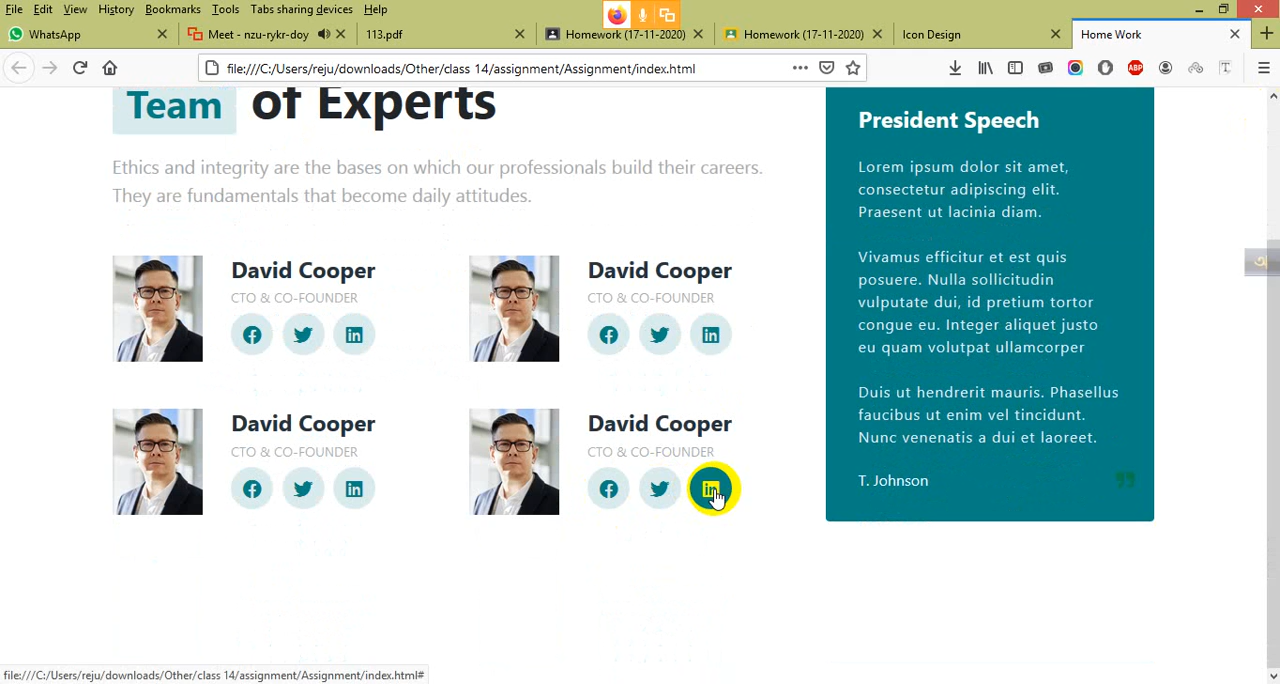 File Edit View History Bookmarks Tools Tabs sharing devices Help
WhatsApp
Meet - nzu-rykr-doy
113.pdf
Homework (17-11-2020)
Homework (17-11-2020)
Icon Design
Home Work
file:///C:/Users/reju/downloads/Other/class 14/assignment/Assignment/index.html
ABP
Team of Experts
Ethics and integrity are the bases on which our professionals build their careers.
They are fundamentals that become daily attitudes.
David Cooper
CTO & CO-FOUNDER
David Cooper
CTO & CO-FOUNDER
David Cooper
CTO & CO-FOUNDER
David Cooper
CTO & CO-FOUNDER
President Speech
Lorem ipsum dolor sit amet,
consectetur adipiscing elit.
Praesent ut lacinia diam.
Vivamus efficitur et est quis
posuere. Nulla sollicitudin
vulputate dui, id pretium tortor
congue eu. Integer aliquet justo
eu quam volutpat ullamcorper
Duis ut hendrerit mauris. Phasellus
faucibus ut enim vel tincidunt.
Nunc venenatis a dui et laoreet.
T. Johnson
file:///C:/Users/reju/downloads/Other/class 14/assignment/Assignment/index.html#